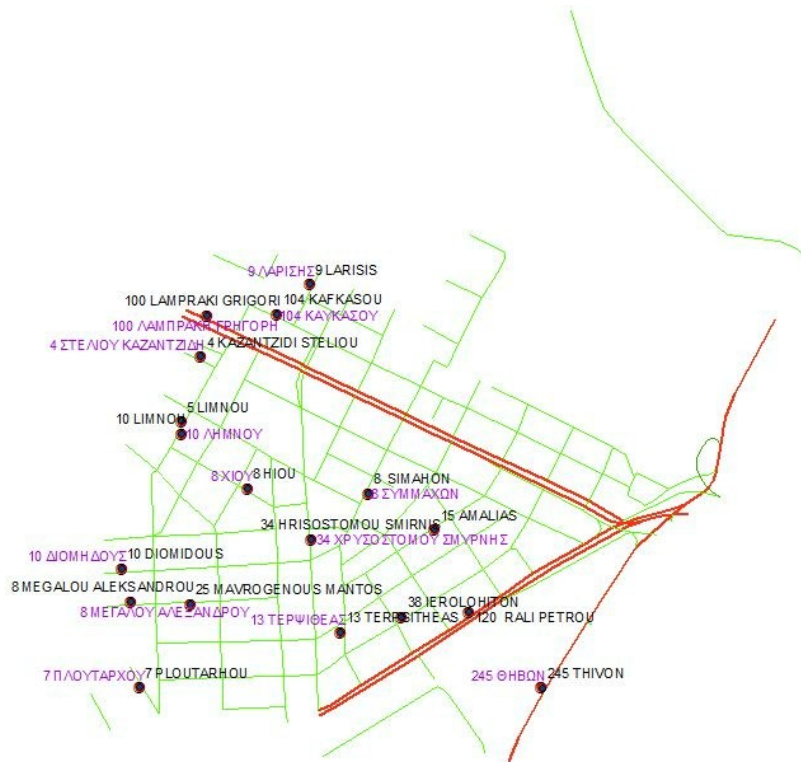 9 ΛΑΡΙΣΗΣ 9 LARISIS
100 LAMPRAKI GRIGORI 104 KAFKASOU
104 ΚΑΥΚΑΣΟΥ
100 ΛΑΜΠΡΑΚΗ ΓΡΗΓΟΡΗ
4 ΣΤΕΛΙΟΥ ΚΑΖΑΝΤΖΙΔΗ 4 KAZANTZIDI STELIOU
5 LIMNOU
10 LIMNOU
10 ΛΗΜΝΟΥ
8 ΧΙΟΥ 8 HIOU
8 SIMAHON
8 ΣΥΜΜΑΧΩΝ
15 AMALIAS
34 HRISOSTOMOU SMIRNIS
34 ΧΡΥΣΟΣΤΟΜΟΥ ΣΜΥΡΝΗΣ
10 ΔΙΟΜΗΔΟΥΣ 10 DIOMIDOUS
8 MEGALOU ALEKSANDROU 25 MAVROGENOUS MANTOS
8 ΜΕΓΑΛΟΥ ΑΛΕΞΑΝΔΡΟΥ
38 IEROLOHITON
13 ΤΕΡΨΙΘΕΑΣ 13 TERPSITHEAS 120 RALI PETROU
7 ΠΛΟΥΤΑΡΧΟΥ 7 PLOUTARHOU
245 ΘΗΒΩΝ 245 THIVON